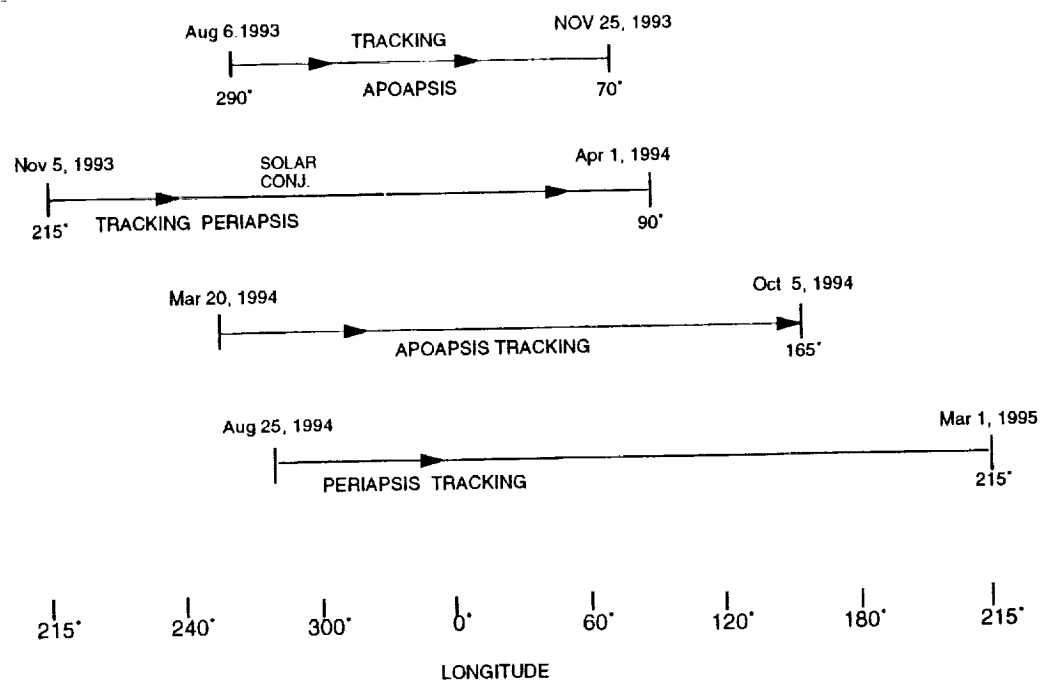 Aug 6.1993
NOV 25, 1993
TRACKING
APOAPSIS
290°
70°
Nov 5, 1993
SOLAR
CONJ.
Apr 1, 1994
215°
TRACKING PERIAPSIS
90°
Mar 20, 1994
Oct 5, 1994
APOAPSIS TRACKING
165°
Aug 25, 1994
Mar 1, 1995
PERIAPSIS TRACKING
215°
215° 240° 300° 0° 60° 120° 180° 215°
LONGITUDE